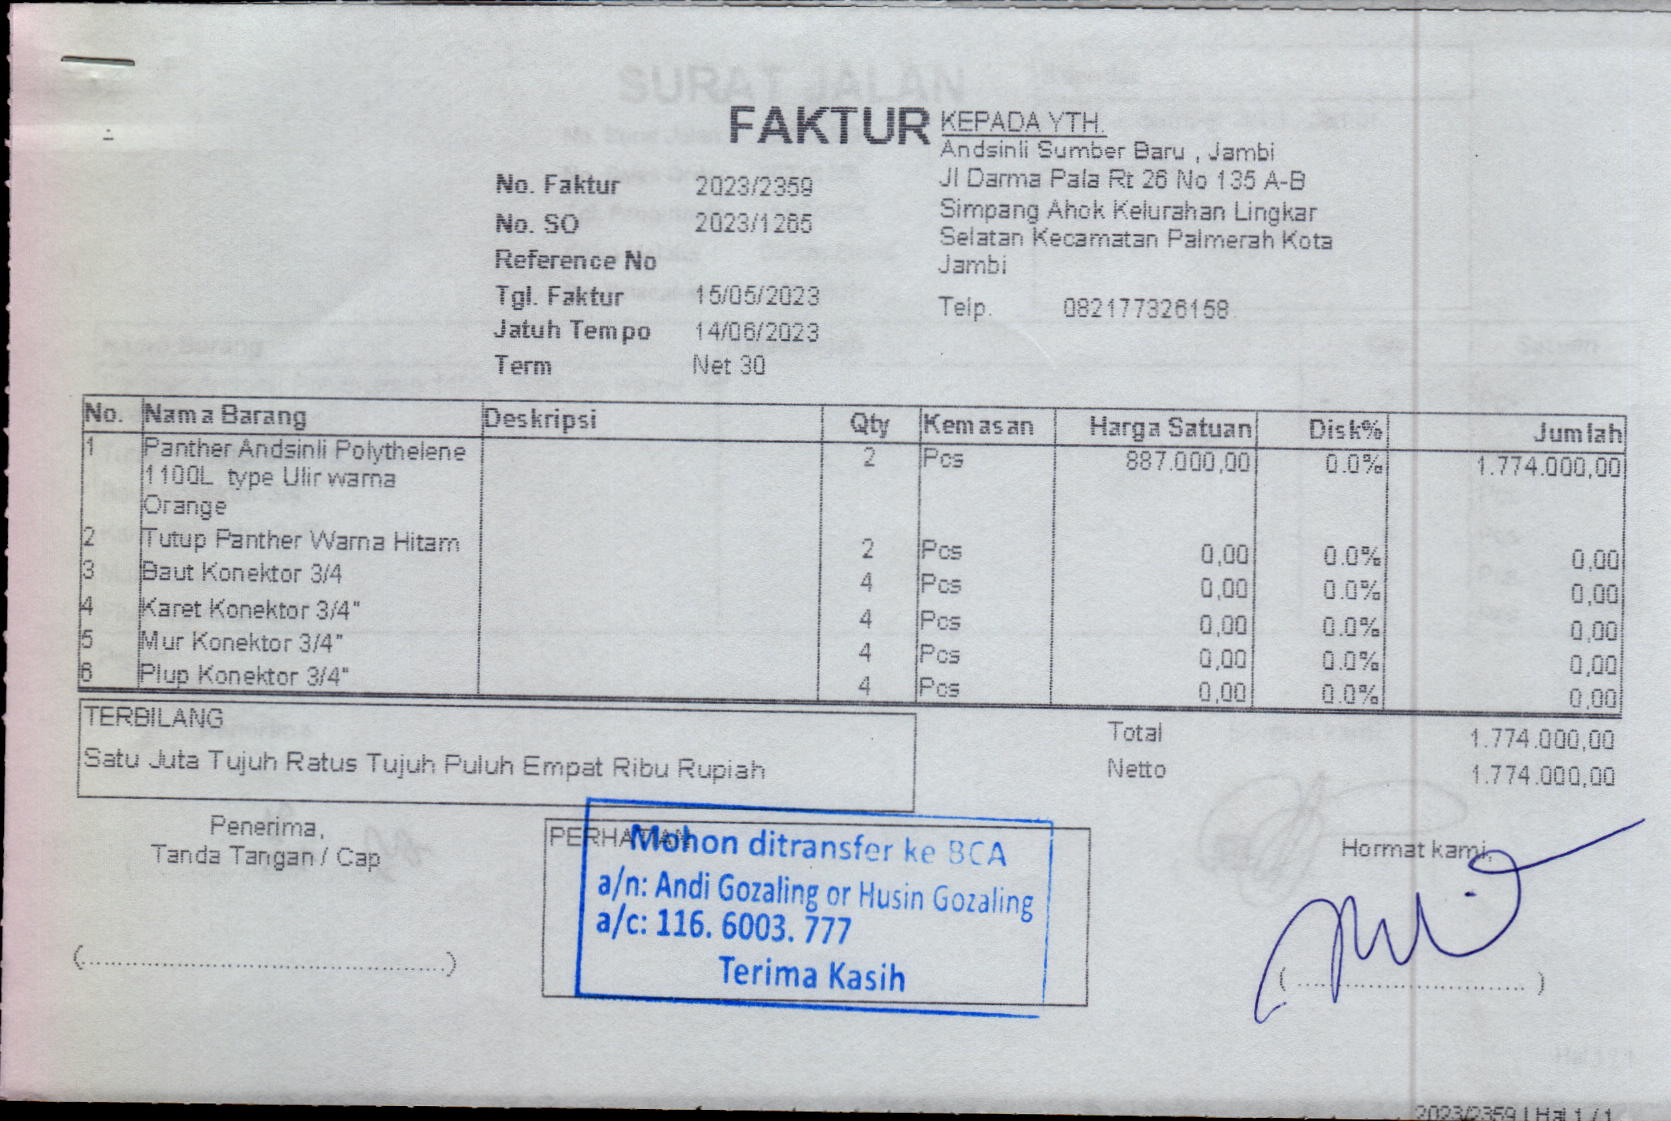 FAKTUR
KEPADA YTH.
Andsinli Sumber Baru , Jambi
Jl Darma Pala Rt 26 No 135 A-B
Simpang Ahok Kelurahan Lingkar
Selatan Kecamatan Palmerah Kota
Jambi
Telp. 082177326158
No. Faktur 2023/2359
No. SO 2023/1285
Reference No
Tgl. Faktur 15/05/2023
Jatuh Tempo 14/06/2023
Term Net 30
No. Nama Barang Deskripsi Qty Kemasan Harga Satuan Disk% Jumlah
1 Panther Andsinli Polythelene 2 Pcs 887.000,00 0.0% 1.774.000,00
1100L type Ulir warna
Orange
2 Tutup Panther Warna Hitam 2 Pcs 0,00 0.0% 0,00
3 Baut Konektor 3/4 4 Pcs 0,00 0.0% 0,00
4 Karet Konektor 3/4" 4 Pcs 0,00 0.0% 0,00
5 Mur Konektor 3/4" 4 Pcs 0,00 0.0% 0,00
6 Plup Konektor 3/4" 4 Pcs 0,00 0.0% 0,00
TERBILANG
Satu Juta Tujuh Ratus Tujuh Puluh Empat Ribu Rupiah
Total 1.774.000,00
Netto 1.774.000,00
Penerima,
Tanda Tangan / Cap
PERHATIAN
Mohon ditransfer ke BCA
a/n: Andi Gozaling or Husin Gozaling
a/c: 116. 6003. 777
Terima Kasih
Hormat kami,
(..............................................)
( .............................. )
2023/2359 | Hal 1 / 1
SURAT JALAN